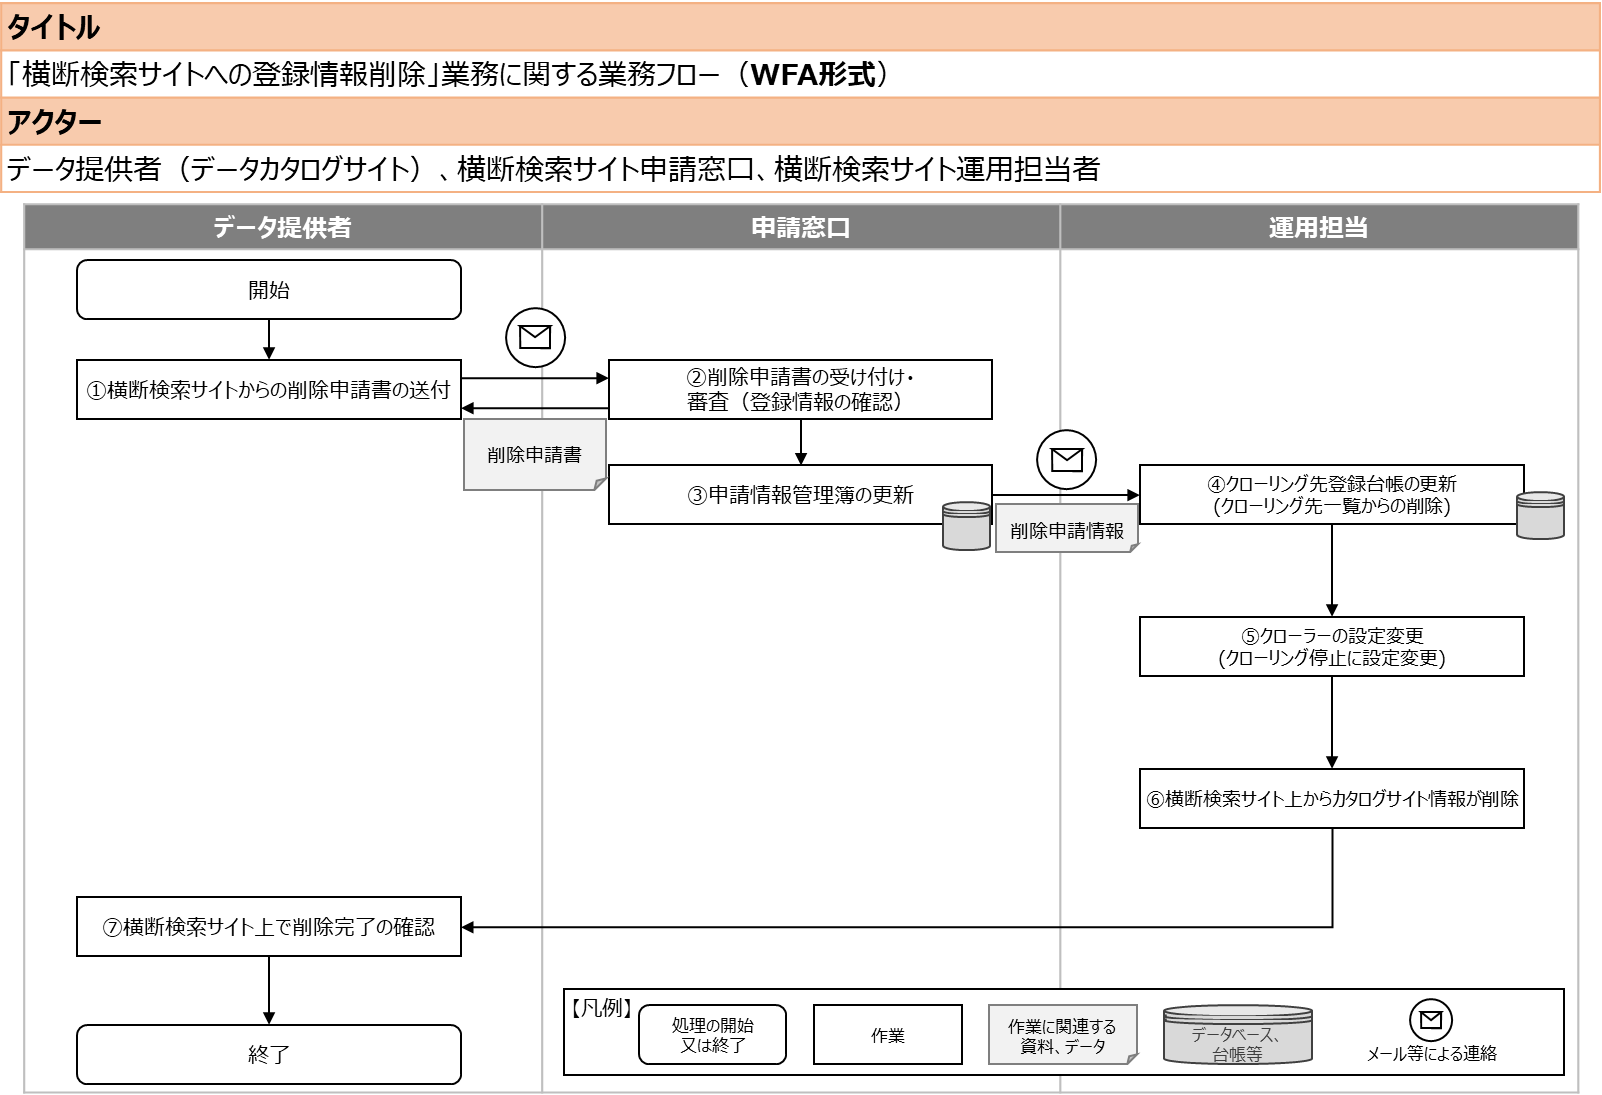 タイトル
「横断検索サイトへの登録情報削除」業務に関する業務フロー（WFA形式）
アクター
データ提供者（データカタログサイト）、横断検索サイト申請窓口、横断検索サイト運用担当者
データ提供者
申請窓口
運用担当
開始
①横断検索サイトからの削除申請書の送付
②削除申請書の受け付け・
審査（登録情報の確認）
削除申請書
③申請情報管理簿の更新
削除申請情報
④クローリング先登録台帳の更新
(クローリング先一覧からの削除)
⑤クローラーの設定変更
(クローリング停止に設定変更)
⑥横断検索サイト上からカタログサイト情報が削除
⑦横断検索サイト上で削除完了の確認
終了
【凡例】
処理の開始
又は終了
作業
作業に関連する
資料、データ
データベース、
台帳等
メール等による連絡